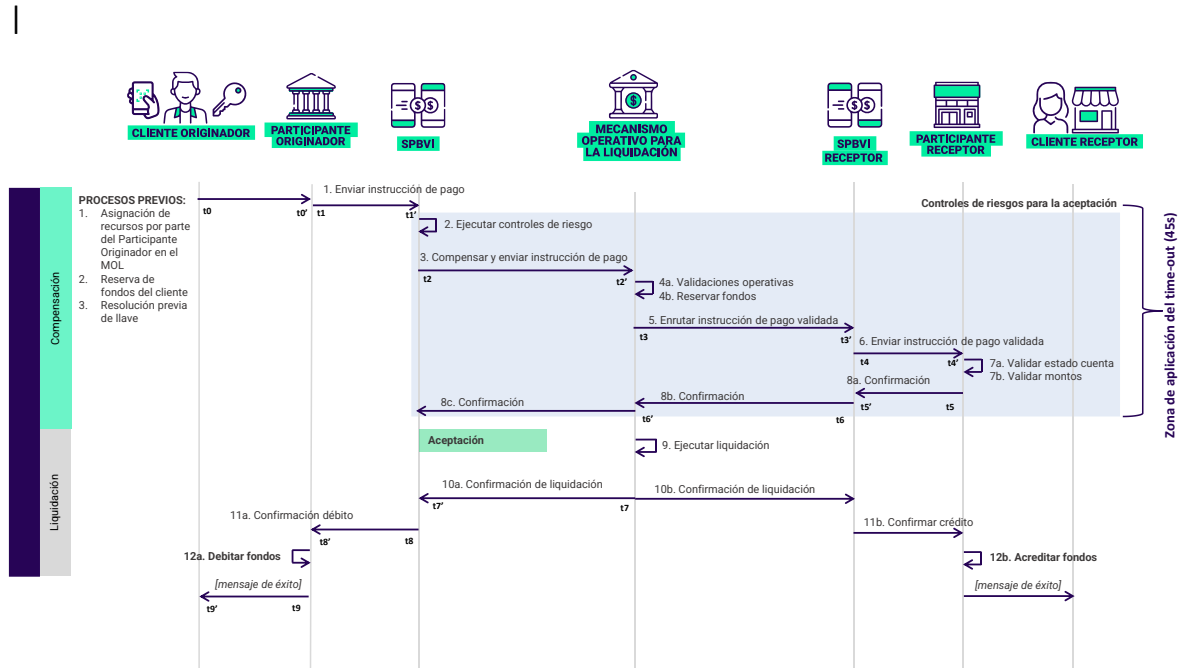 CLIENTE ORIGINADOR
PARTICIPANTE
ORIGINADOR
SPBVI
MECANISMO
OPERATIVO PARA
LA LIQUIDACIÓN
SPBVI
RECEPTOR
PARTICIPANTE
RECEPTOR
CLIENTE RECEPTOR
Compensación
PROCESOS PREVIOS:
1. Asignación de
recursos por parte
del Participante
Originador en el
MOL
2. Reserva de
fondos del cliente
3. Resolución previa
de llave
t0
t0’
1. Enviar instrucción de pago
t1
t1’
Controles de riesgos para la aceptación
2. Ejecutar controles de riesgo
3. Compensar y enviar instrucción de pago
t2
t2’
4a. Validaciones operativas
4b. Reservar fondos
5. Enrutar instrucción de pago validada
t3
t3’
6. Enviar instrucción de pago validada
t4
t4’
7a. Validar estado cuenta
7b. Validar montos
8a. Confirmación
t5’
t5
8b. Confirmación
t6’
t6
8c. Confirmación
Zona de aplicación del time-out (45s)
Liquidación
Aceptación
9. Ejecutar liquidación
10a. Confirmación de liquidación
t7’
t7
10b. Confirmación de liquidación
11a. Confirmación débito
t8’
t8
11b. Confirmar crédito
12a. Debitar fondos
12b. Acreditar fondos
[mensaje de éxito]
t9’
t9
[mensaje de éxito]